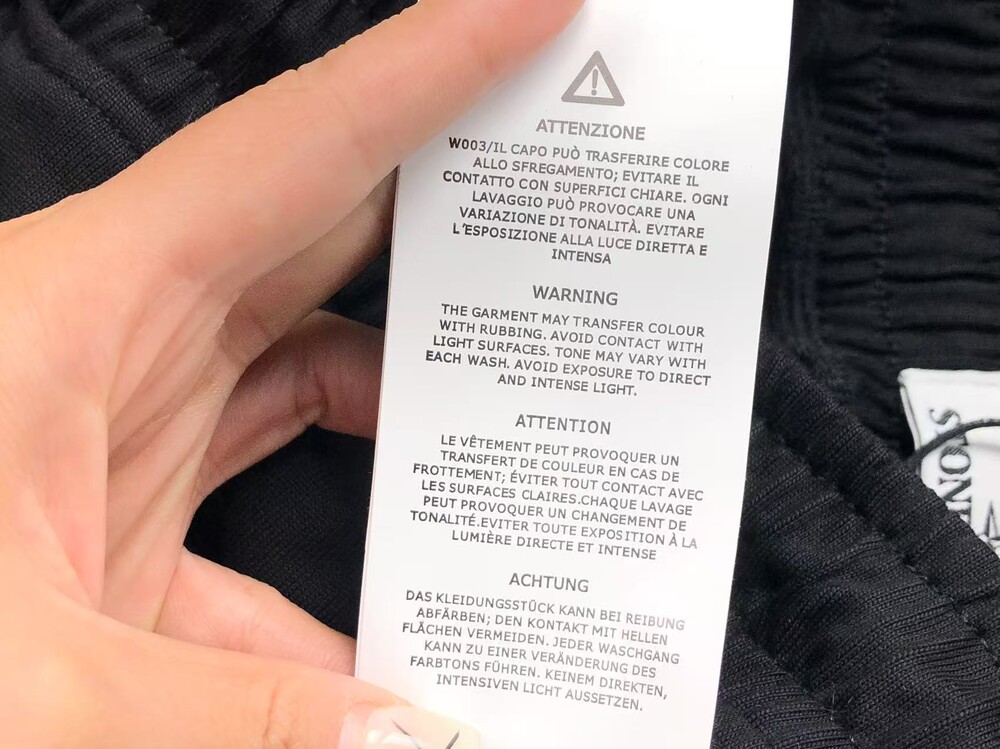 ATTENZIONE
W003/IL CAPO PUÒ TRASFERIRE COLORE
ALLO SFREGAMENTO; EVITARE IL
CONTATTO CON SUPERFICI CHIARE. OGNI
LAVAGGIO PUÒ PROVOCARE UNA
VARIAZIONE DI TONALITÀ. EVITARE
L'ESPOSIZIONE ALLA LUCE DIRETTA E
INTENSA
WARNING
THE GARMENT MAY TRANSFER COLOUR
WITH RUBBING. AVOID CONTACT WITH
LIGHT SURFACES. TONE MAY VARY WITH
EACH WASH. AVOID EXPOSURE TO DIRECT
AND INTENSE LIGHT.
ATTENTION
LE VÊTEMENT PEUT PROVOQUER UN
TRANSFERT DE COULEUR EN CAS DE
FROTTEMENT; ÉVITER TOUT CONTACT AVEC
LES SURFACES CLAIRES.CHAQUE LAVAGE
PEUT PROVOQUER UN CHANGEMENT DE
TONALITÉ.EVITER TOUTE EXPOSITION À LA
LUMIÈRE DIRECTE ET INTENSE
ACHTUNG
DAS KLEIDUNGSSTÜCK KANN BEI REIBUNG
ABFÄRBEN; DEN KONTAKT MIT HELLEN
FLÄCHEN VERMEIDEN. JEDER WASCHGANG
KANN ZU EINER VERÄNDERUNG DES
FARBTONS FÜHREN. KEINEM DIREKTEN,
INTENSIVEN LICHT AUSSETZEN.